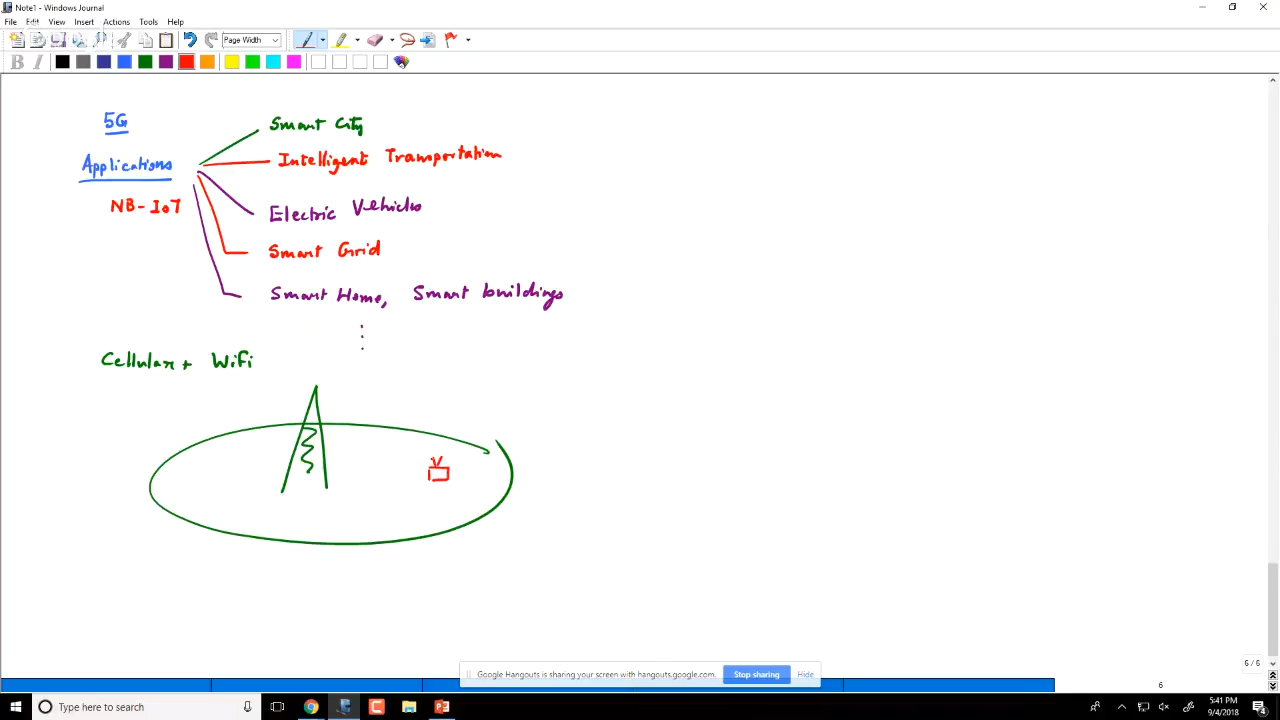 Note1 - Windows Journal
File Edit View Insert Actions Tools Help
Page Width
B I
5G
Smart City
Applications
Intelligent Transportation
NB-IoT
Electric Vehicles
Smart Grid
Smart Home, Smart buildings
Cellular + Wifi
6 / 6
Google Hangouts is sharing your screen with hangouts.google.com.
Stop sharing
Hide
6
Type here to search
5:41 PM
9/4/2018
4